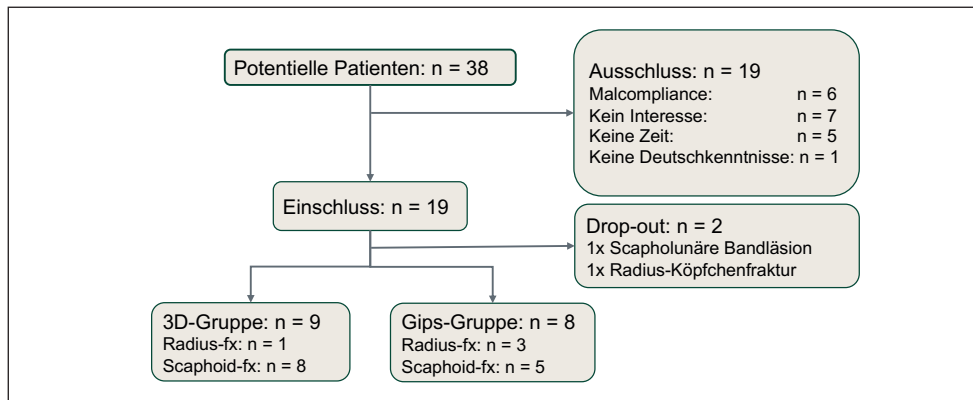 Potentielle Patienten: n = 38
Ausschluss: n = 19
Malcompliance: n = 6
Kein Interesse: n = 7
Keine Zeit: n = 5
Keine Deutschkenntnisse: n = 1
Einschluss: n = 19
Drop-out: n = 2
1x Scapholunäre Bandläsion
1x Radius-Köpfchenfraktur
3D-Gruppe: n = 9
Radius-fx: n = 1
Scaphoid-fx: n = 8
Gips-Gruppe: n = 8
Radius-fx: n = 3
Scaphoid-fx: n = 5